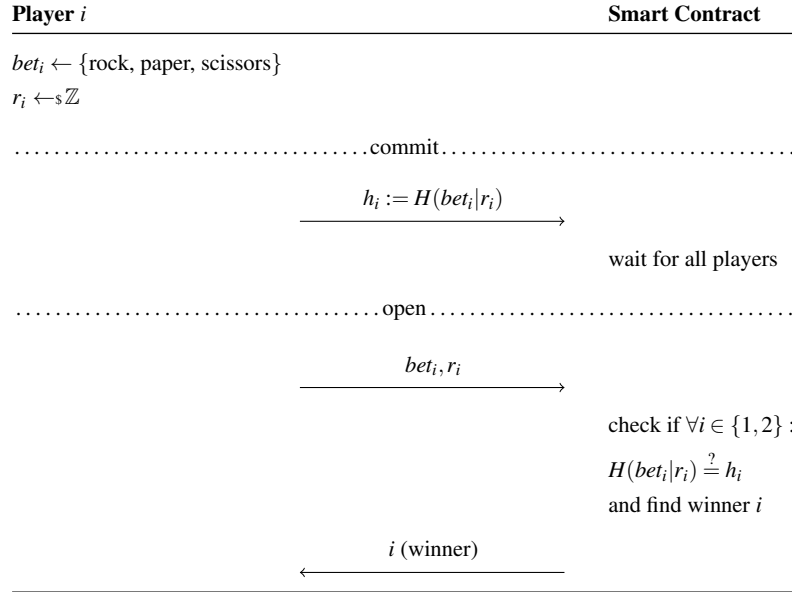 Player i Smart Contract
bet_i ← {rock, paper, scissors}
r_i ←$ ℤ
commit
h_i := H(bet_i|r_i)
wait for all players
open
bet_i, r_i
check if ∀i ∈ {1,2} :
H(bet_i|r_i) ≟ h_i
and find winner i
i (winner)